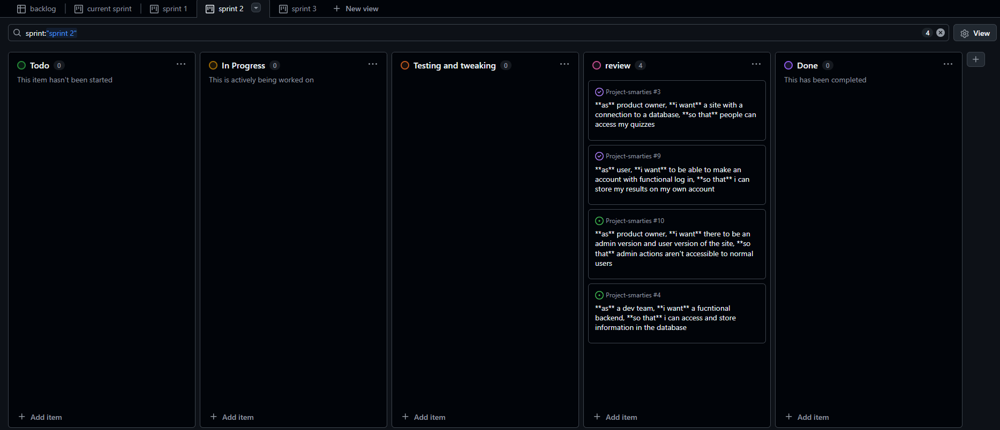 backlog
current sprint
sprint 1
sprint 2
sprint 3
New view
sprint:"sprint 2"
4
View
Todo 0
This item hasn't been started
Add item
In Progress 0
This is actively being worked on
Add item
Testing and tweaking 0
Add item
review 4
Project-smarties #3
**as** product owner, **i want** a site with a
connection to a database, **so that** people can
access my quizzes
Project-smarties #9
**as** user, **i want** to be able to make an
account with functional log in, **so that** i can
store my results on my own account
Project-smarties #10
**as** product owner, **i want** there to be an
admin version and user version of the site, **so
that** admin actions aren't accessible to normal
users
Project-smarties #4
**as** a dev team, **i want** a fucntional
backend, **so that** i can access and store
information in the database
Add item
Done 0
This has been completed
Add item